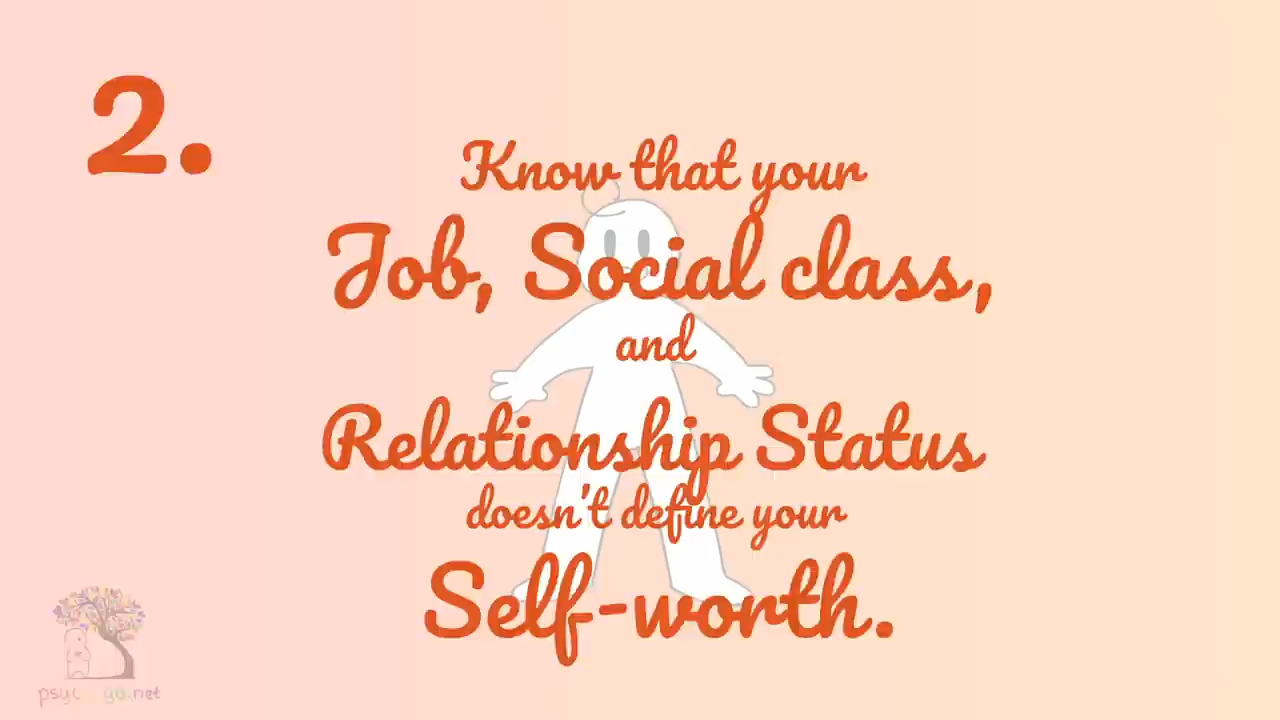 2.
Know that your
Job, Social class,
and
Relationship Status
doesn't define your
Self-worth.